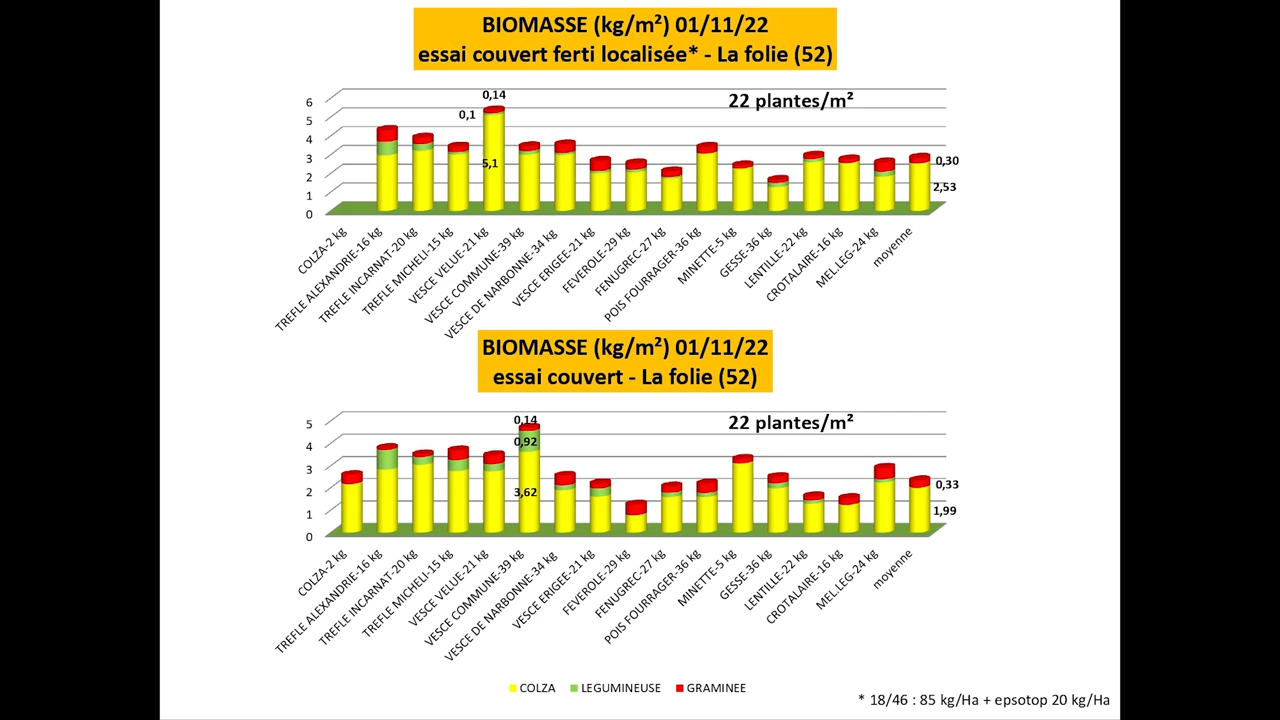 BIOMASSE (kg/m²) 01/11/22
essai couvert ferti localisée* - La folie (52)
22 plantes/m²
6
5
4
3
2
1
0
0,14
0,1
5,1
0,30
2,53
COLZA-2 kg
TREFLE ALEXANDRIE-16 kg
TREFLE INCARNAT-20 kg
TREFLE MICHELI-15 kg
VESCE VELUE-21 kg
VESCE COMMUNE-39 kg
VESCE DE NARBONNE-34 kg
VESCE ERIGEE-21 kg
FEVEROLE-29 kg
FENUGREC-27 kg
POIS FOURRAGER-36 kg
MINETTE-5 kg
GESSE-36 kg
LENTILLE-22 kg
CROTALAIRE-16 kg
MEL.LEG-24 kg
moyenne
BIOMASSE (kg/m²) 01/11/22
essai couvert - La folie (52)
22 plantes/m²
5
4
3
2
1
0
0,14
0,92
3,62
0,33
1,99
COLZA-2 kg
TREFLE ALEXANDRIE-16 kg
TREFLE INCARNAT-20 kg
TREFLE MICHELI-15 kg
VESCE VELUE-21 kg
VESCE COMMUNE-39 kg
VESCE DE NARBONNE-34 kg
VESCE ERIGEE-21 kg
FEVEROLE-29 kg
FENUGREC-27 kg
POIS FOURRAGER-36 kg
MINETTE-5 kg
GESSE-36 kg
LENTILLE-22 kg
CROTALAIRE-16 kg
MEL.LEG-24 kg
moyenne
COLZA LEGUMINEUSE GRAMINEE
* 18/46 : 85 kg/Ha + epsotop 20 kg/Ha